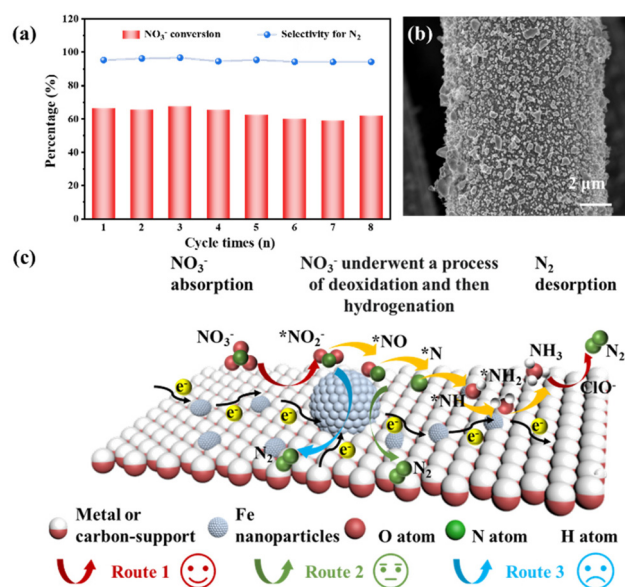 (a)
NO₃⁻ conversion
Selectivity for N₂
Percentage (%)
120
100
80
60
40
20
0
1 2 3 4 5 6 7 8
Cycle times (n)
(b)
2 μm
(c)
NO₃⁻
absorption
NO₃⁻ underwent a process
of deoxidation and then
hydrogenation
N₂
desorption
NO₃⁻
*NO₂⁻
*NO
*N
*NH
*NH₂
NH₃
N₂
ClO⁻
e⁻
e⁻
e⁻
e⁻
e⁻
e⁻
e⁻
N₂
N₂
Metal or
carbon-support
Fe
nanoparticles
O atom
N atom
H atom
Route 1
Route 2
Route 3